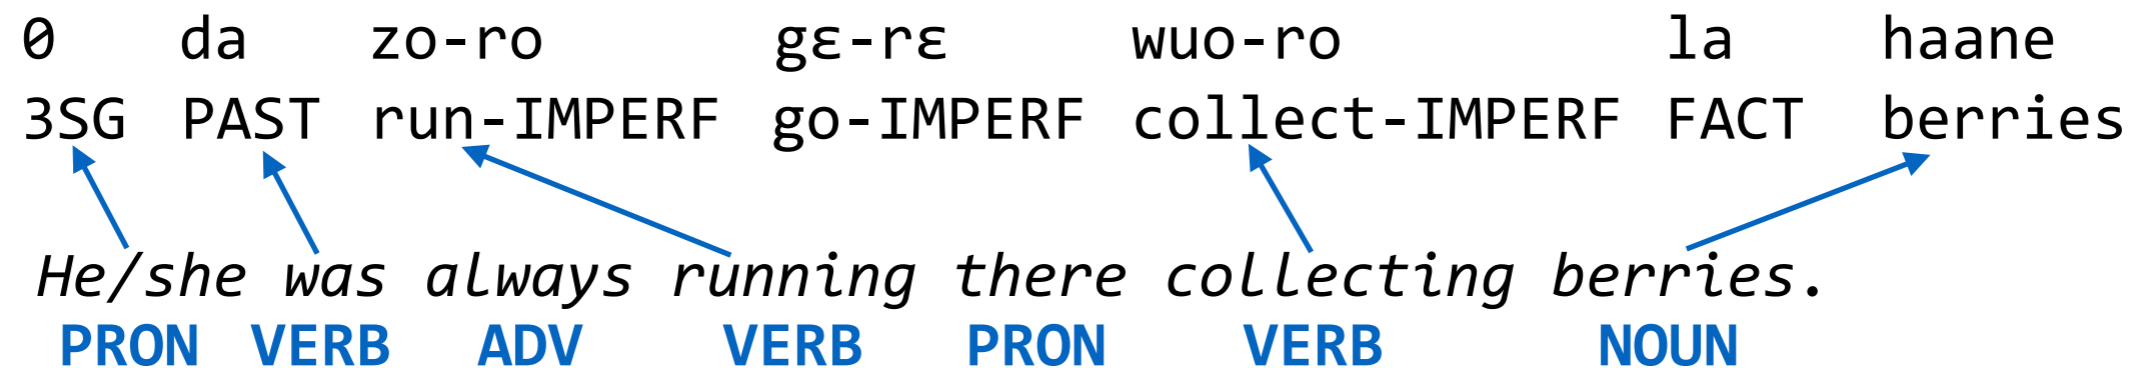 0 da zo-ro gɛ-rɛ wuo-ro la haane
3SG PAST run-IMPERF go-IMPERF collect-IMPERF FACT berries
He/she was always running there collecting berries.
PRON VERB ADV VERB PRON VERB NOUN